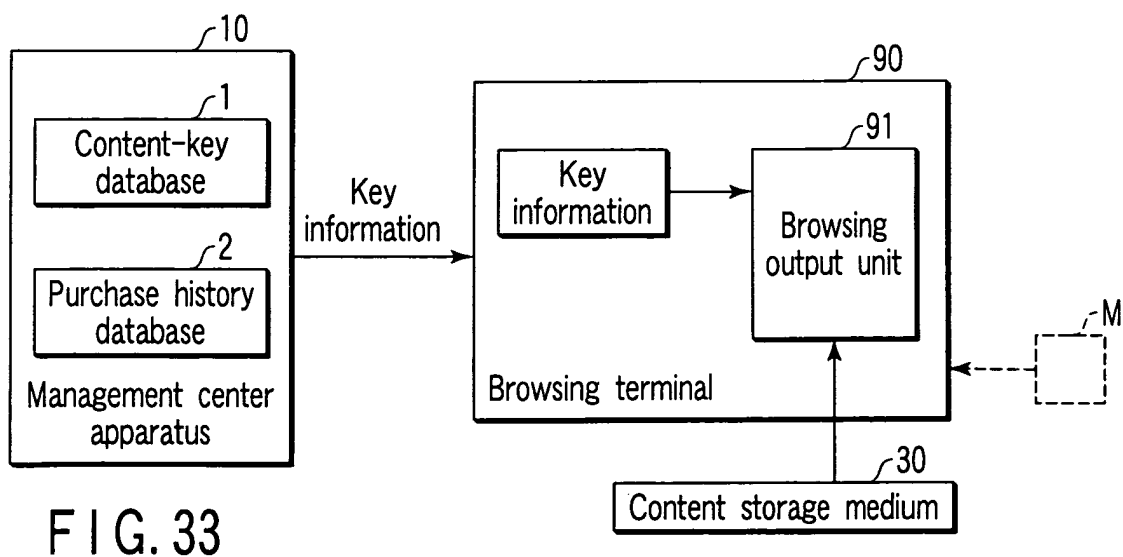 10
1
Content-key
database
2
Purchase history
database
Management center
apparatus
Key
information
90
91
Key
information
Browsing
output unit
Browsing terminal
M
30
Content storage medium
FIG. 33